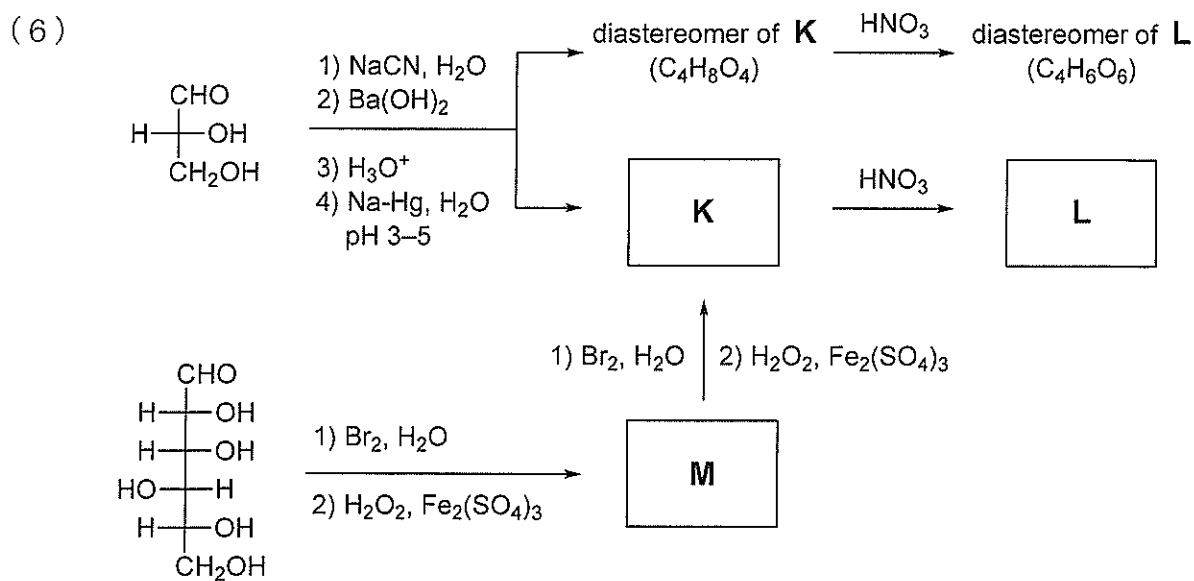 (6)
CHO
H OH
CH₂OH
1) NaCN, H₂O
2) Ba(OH)₂
3) H₃O⁺
4) Na-Hg, H₂O
pH 3–5
diastereomer of K
(C₄H₈O₄)
HNO₃
diastereomer of L
(C₄H₆O₆)
K
HNO₃
L
1) Br₂, H₂O 2) H₂O₂, Fe₂(SO₄)₃
CHO
H OH
H OH
HO H
H OH
CH₂OH
1) Br₂, H₂O
2) H₂O₂, Fe₂(SO₄)₃
M